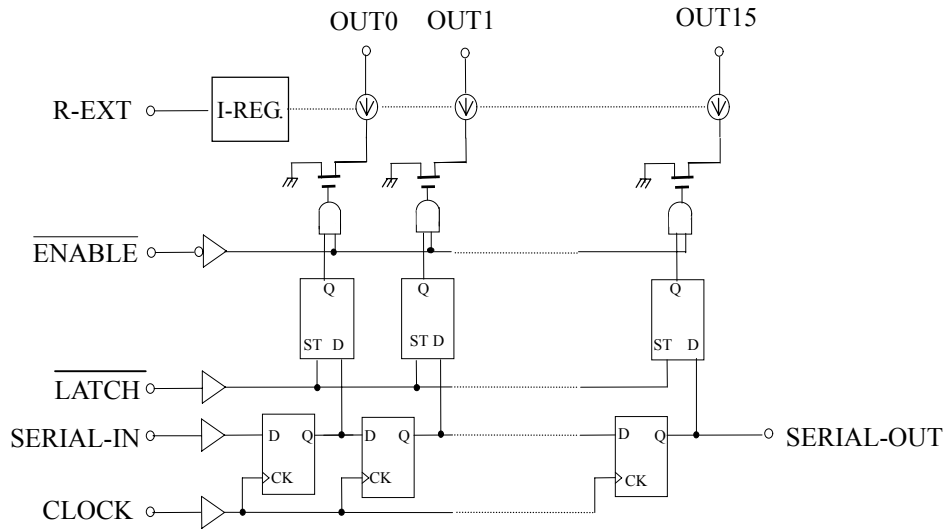 OUT0 OUT1 OUT15
R-EXT I-REG.
ENABLE
Q Q Q
ST D ST D ST D
LATCH
SERIAL-IN D Q D Q D Q SERIAL-OUT
CK CK CK
CLOCK